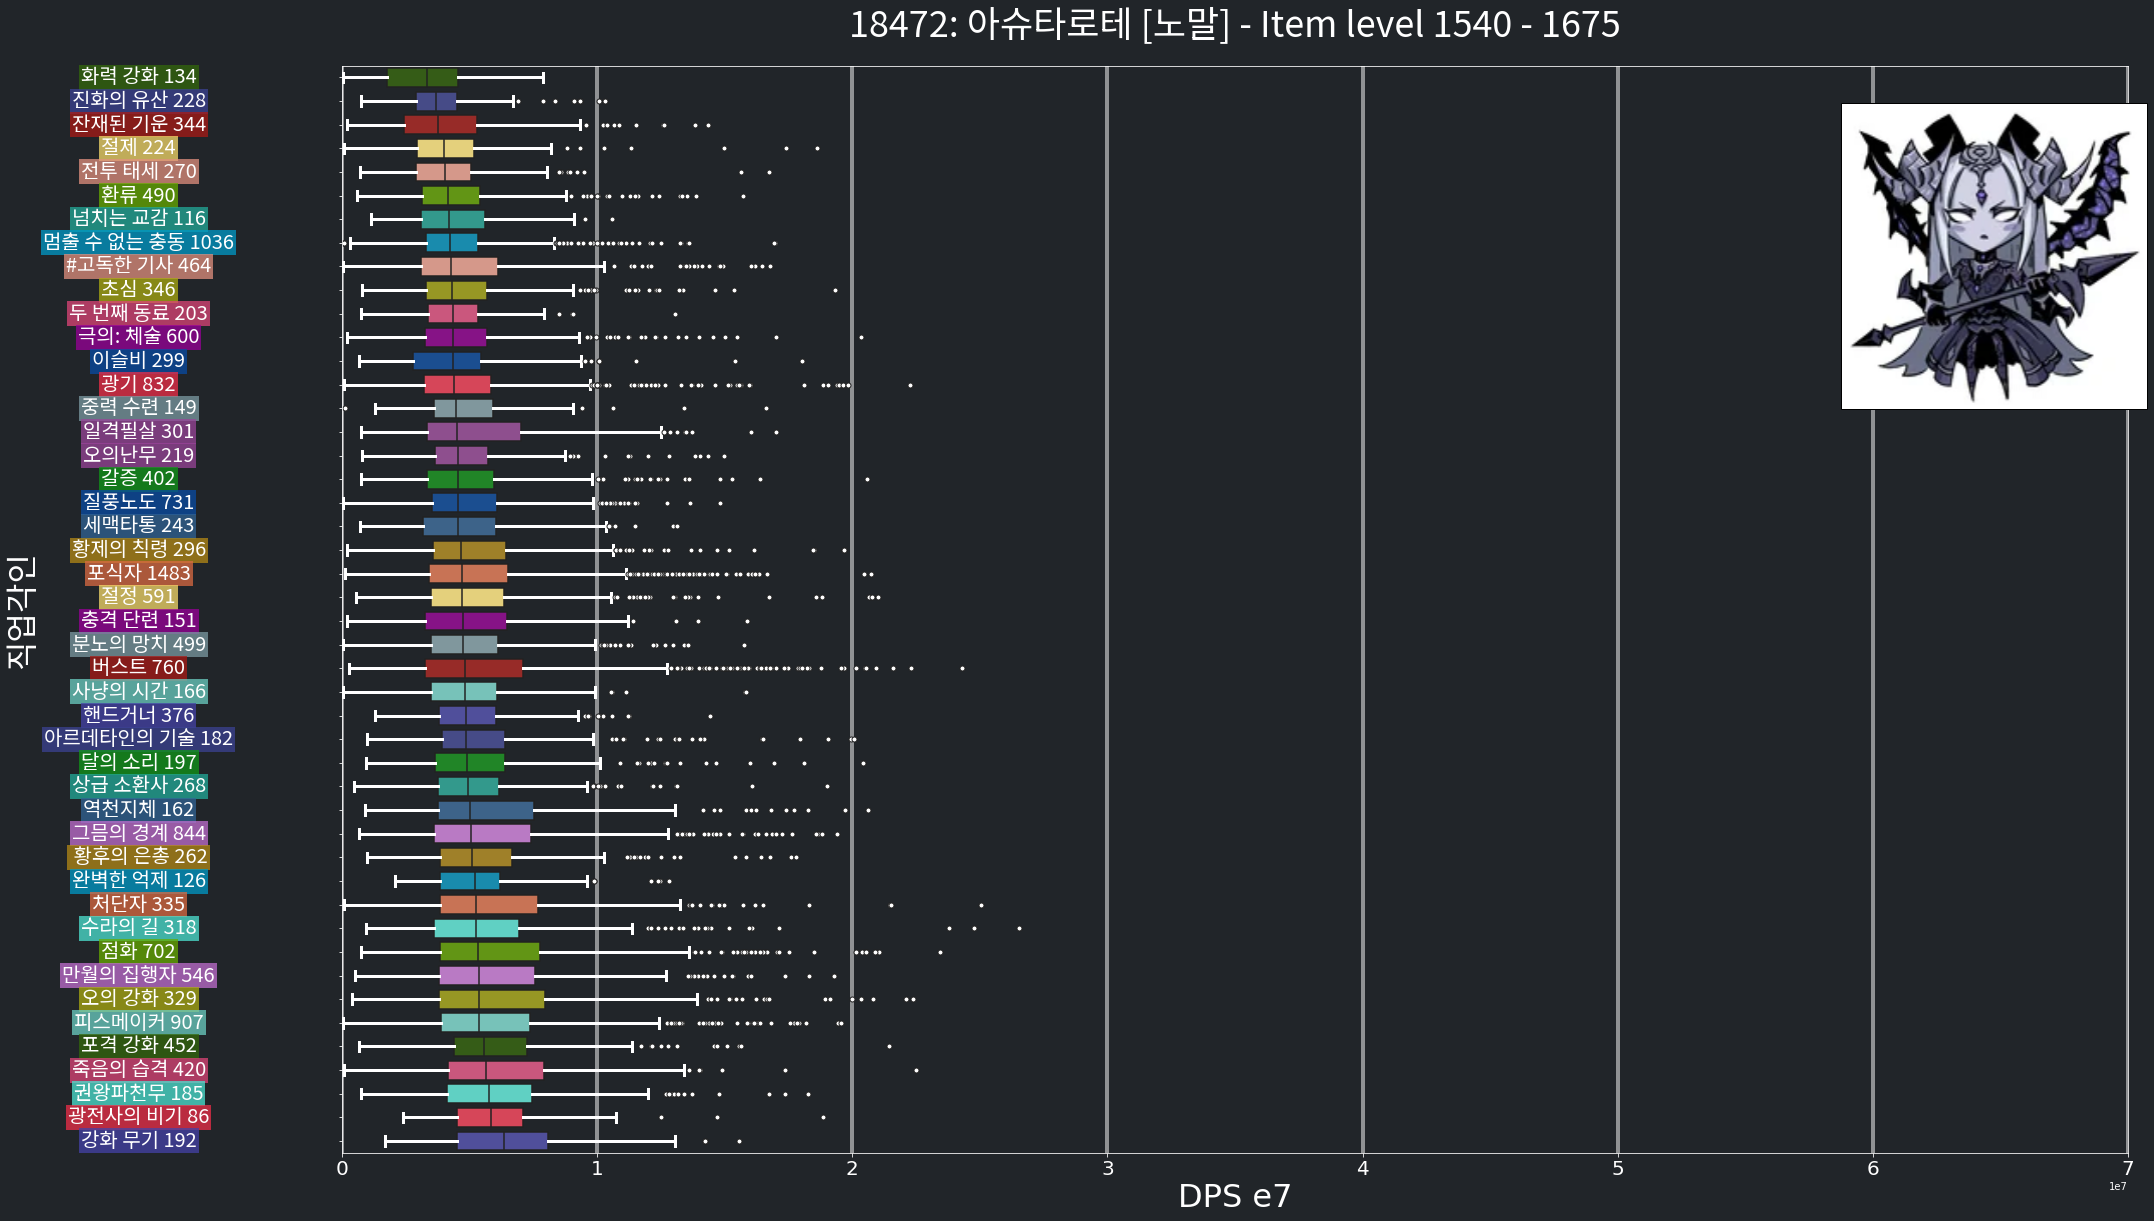 18472: 아슈타로테 [노말] - Item level 1540 - 1675
화력 강화 134
진화의 유산 228
잔재된 기운 344
절제 224
전투 태세 270
환류 490
넘치는 교감 116
멈출 수 없는 충동 1036
#고독한 기사 464
초심 346
두 번째 동료 203
극의: 체술 600
이슬비 299
광기 832
중력 수련 149
일격필살 301
오의난무 219
갈증 402
질풍노도 731
세맥타통 243
황제의 칙령 296
포식자 1483
절정 591
충격 단련 151
분노의 망치 499
버스트 760
사냥의 시간 166
핸드거너 376
아르데타인의 기술 182
달의 소리 197
상급 소환사 268
역천지체 162
그믐의 경계 844
황후의 은총 262
완벽한 억제 126
처단자 335
수라의 길 318
점화 702
만월의 집행자 546
오의 강화 329
피스메이커 907
포격 강화 452
죽음의 습격 420
권왕파천무 185
광전사의 비기 86
강화 무기 192
직업각인
0 1 2 3 4 5 6 7
DPS e7
1e7